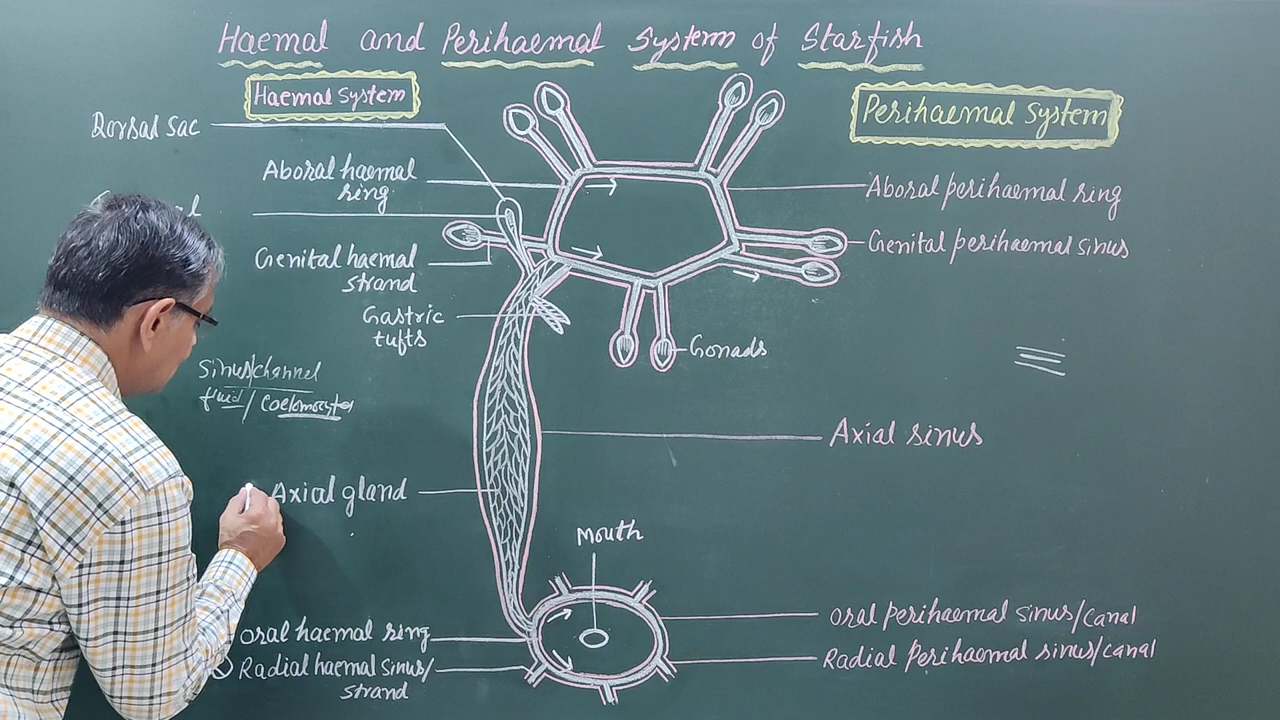 Haemal and Perihaemal System of Starfish
Haemal System
Perihaemal System
Dorsal sac
Aboral haemal
ring
Genital haemal
strand
Gastric
tufts
Sinus/channel
fluid/Coelomocytes
Axial gland
Oral haemal ring
Radial haemal sinus/
strand
Mouth
Gonads
Aboral perihaemal ring
Genital perihaemal sinus
Axial sinus
Oral perihaemal sinus/canal
Radial Perihaemal sinus/canal